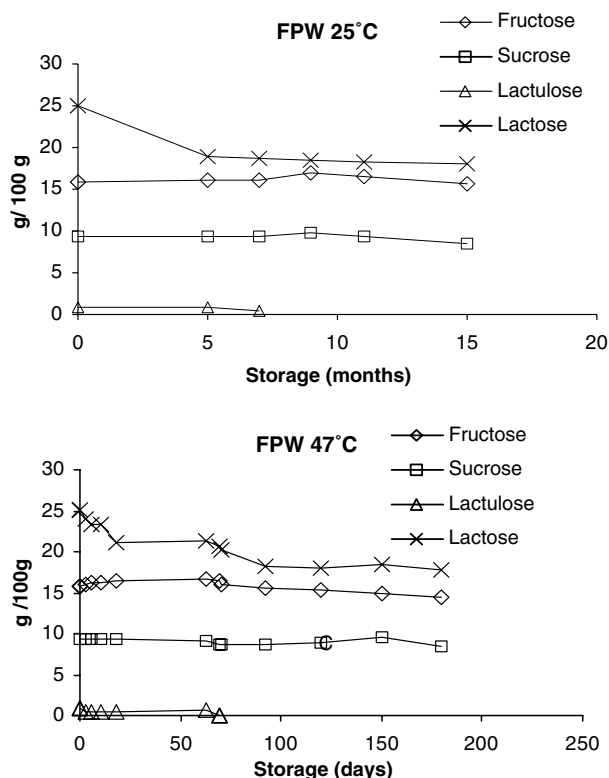 FPW 25˚C
Fructose
Sucrose
Lactulose
Lactose
g/ 100 g
30
25
20
15
10
5
0
0 5 10 15 20
Storage (months)
FPW 47˚C
Fructose
Sucrose
Lactulose
Lactose
g /100g
30
25
20
15
10
5
0
0 50 100 150 200 250
Storage (days)